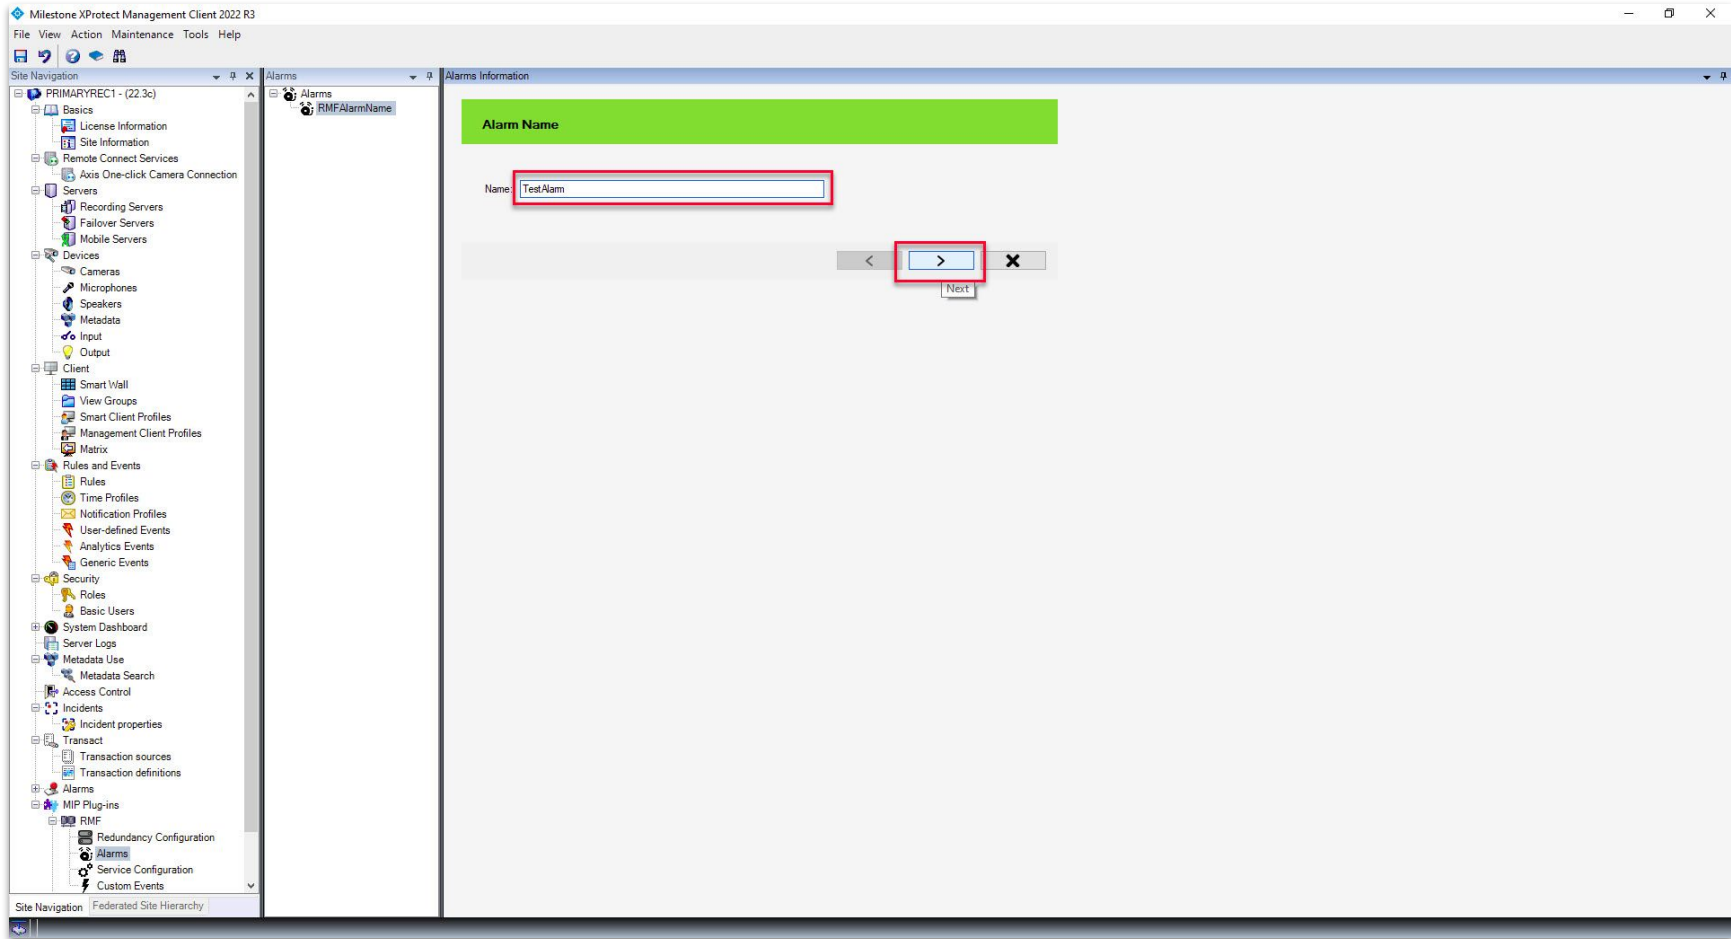 Milestone XProtect Management Client 2022 R3
File View Action Maintenance Tools Help
Site Navigation
PRIMARYREC1 - (22.3c)
Basics
License Information
Site Information
Remote Connect Services
Axis One-click Camera Connection
Servers
Recording Servers
Failover Servers
Mobile Servers
Devices
Cameras
Microphones
Speakers
Metadata
Input
Output
Client
Smart Wall
View Groups
Smart Client Profiles
Management Client Profiles
Matrix
Rules and Events
Rules
Time Profiles
Notification Profiles
User-defined Events
Analytics Events
Generic Events
Security
Roles
Basic Users
System Dashboard
Server Logs
Metadata Use
Metadata Search
Access Control
Incidents
Incident properties
Transact
Transaction sources
Transaction definitions
Alarms
MIP Plug-ins
RMF
Redundancy Configuration
Alarms
Service Configuration
Custom Events
Site Navigation Federated Site Hierarchy
Alarms
Alarms
RMFAlarmName
Alarms Information
Alarm Name
Name: TestAlarm
< >
Next